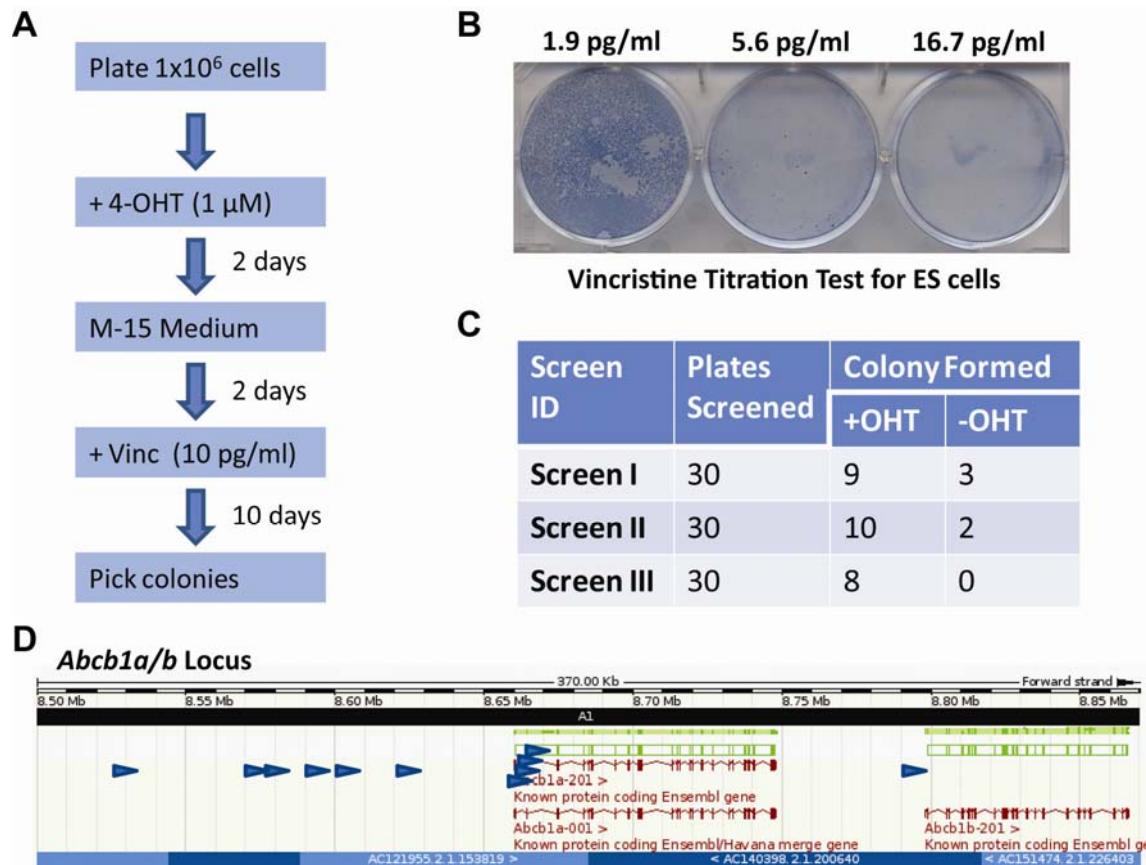 A
Plate 1x10⁶ cells
+ 4-OHT (1 μM)
2 days
M-15 Medium
2 days
+ Vinc (10 pg/ml)
10 days
Pick colonies
B
1.9 pg/ml 5.6 pg/ml 16.7 pg/ml
Vincristine Titration Test for ES cells
C
Screen ID Plates Screened Colony Formed
+OHT -OHT
Screen I 30 9 3
Screen II 30 10 2
Screen III 30 8 0
D
Abcb1a/b Locus
370.00 Kb Forward strand
8.50 Mb 8.55 Mb 8.60 Mb 8.65 Mb 8.70 Mb 8.75 Mb 8.80 Mb 8.85 Mb
A1
Abcb1a-201 >
Known protein coding Ensembl gene
Abcb1a-001 > Abcb1b-201 >
Known protein coding Ensembl/Havana merge gene Known protein coding En
AC121955.2.1.153819 > < AC140398.2.1.200640 AC151474.2.1.22640